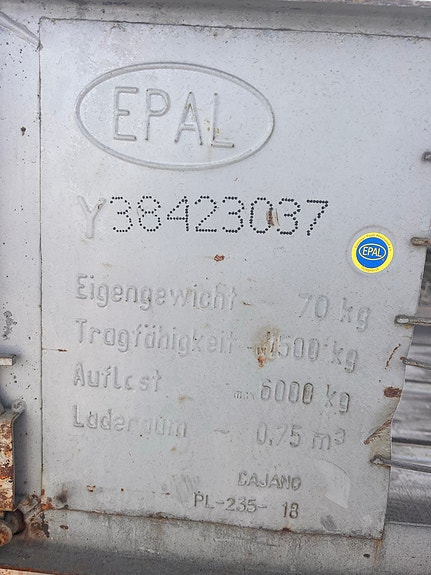 EPAL
Y38423037
EPAL
Eigengewicht ~ 70 kg
Tragfähigkeit ~ 1500 kg
Auflast max 6000 kg
Laderaum ~ 0,75 m³
CAJANO
PL-235- 18